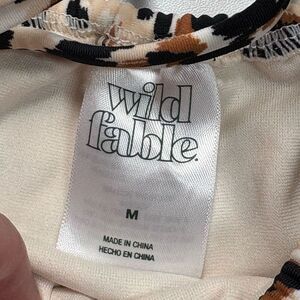 wild
fable.
M
MADE IN CHINA
HECHO EN CHINA